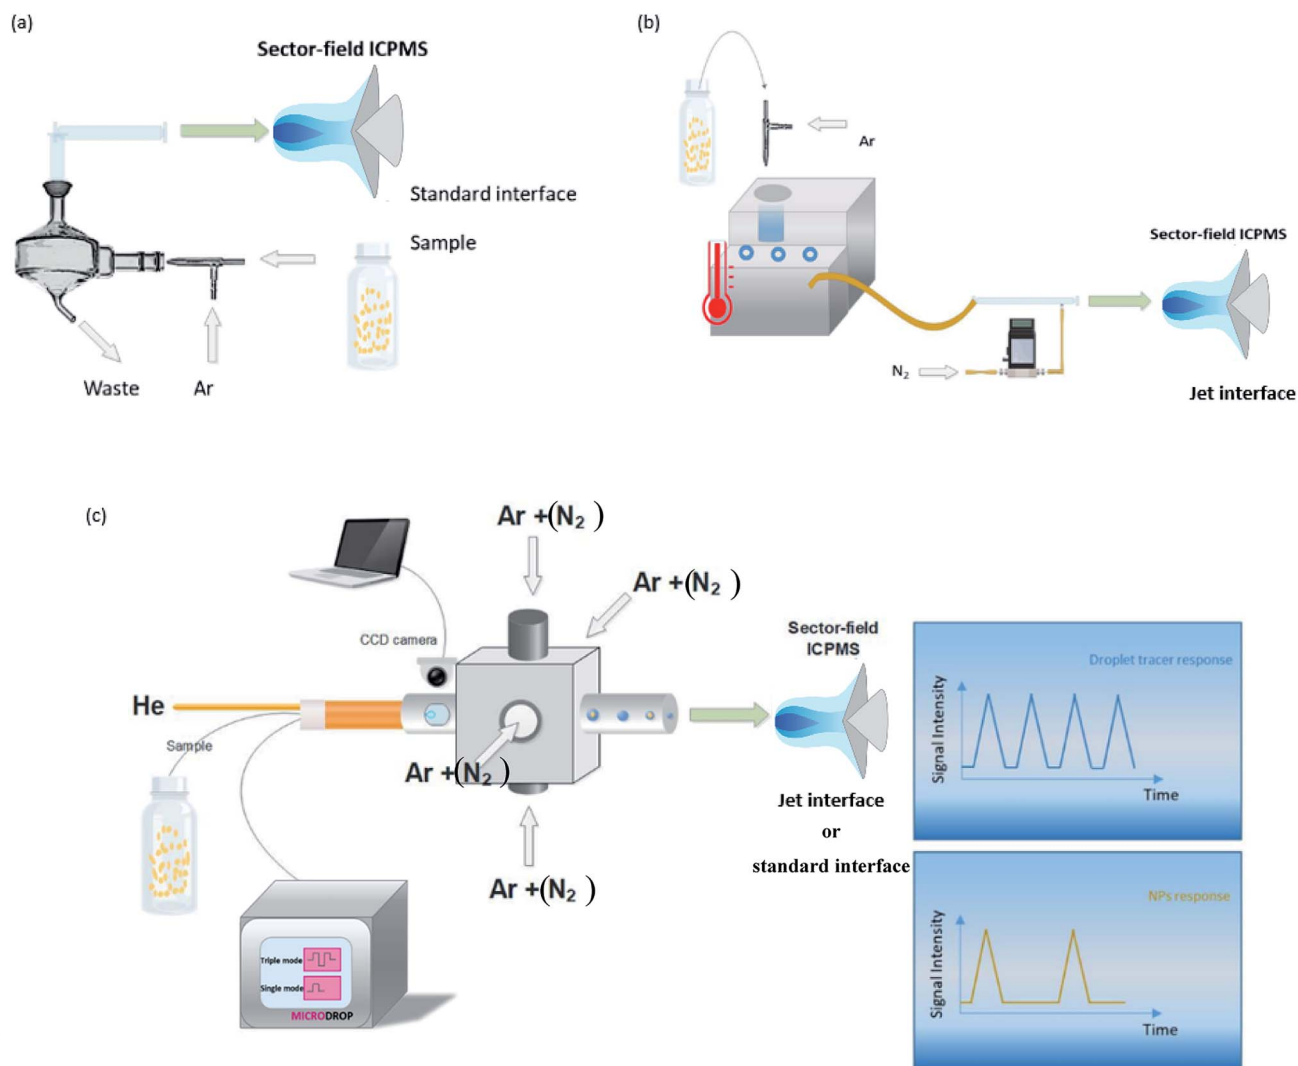 (a)
Sector-field ICPMS
Standard interface
Sample
Waste
Ar
(b)
Ar
Sector-field ICPMS
N₂
Jet interface
(c)
Ar +(N₂ )
Ar +(N₂ )
CCD camera
Sector-field
ICPMS
He
Sample
Ar +(N₂ )
Jet interface
or
standard interface
Ar +(N₂ )
Triple mode
Single mode
MICRODROP
Droplet tracer response
Signal Intensity
Time
NPs response
Signal Intensity
Time